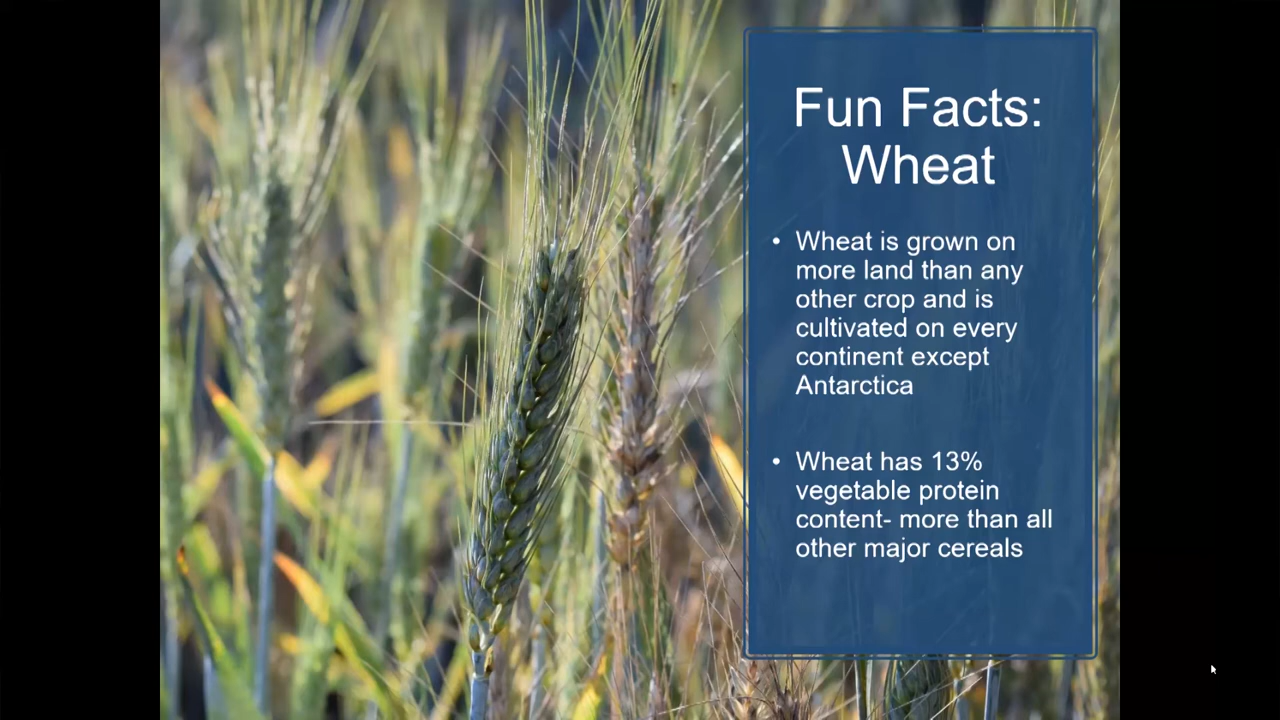 Fun Facts:
Wheat
• Wheat is grown on
more land than any
other crop and is
cultivated on every
continent except
Antarctica
• Wheat has 13%
vegetable protein
content- more than all
other major cereals